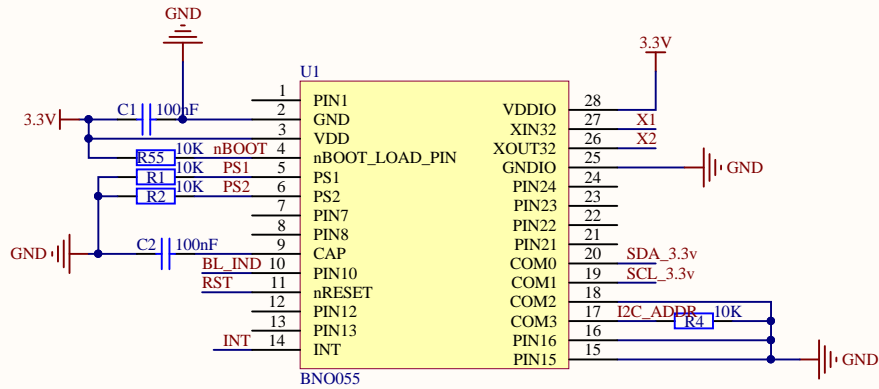 GND
3.3V
U1
1
PIN1
C1
100nF
2
GND
28
VDDIO
3.3V
3
VDD
27
XIN32
X1
10K
nBOOT
4
nBOOT_LOAD_PIN
26
XOUT32
X2
R55
10K
PS1
5
PS1
25
GNDIO
GND
R1
10K
PS2
6
PS2
24
PIN24
R2
7
PIN7
23
PIN23
8
PIN8
22
PIN22
GND
C2
100nF
9
CAP
21
PIN21
BL_IND
10
PIN10
20
COM0
SDA_3.3v
RST
11
nRESET
19
COM1
SCL_3.3v
12
PIN12
18
COM2
13
PIN13
17
COM3
I2C_ADDR
10K
R4
INT
14
INT
16
PIN16
15
PIN15
GND
BNO055